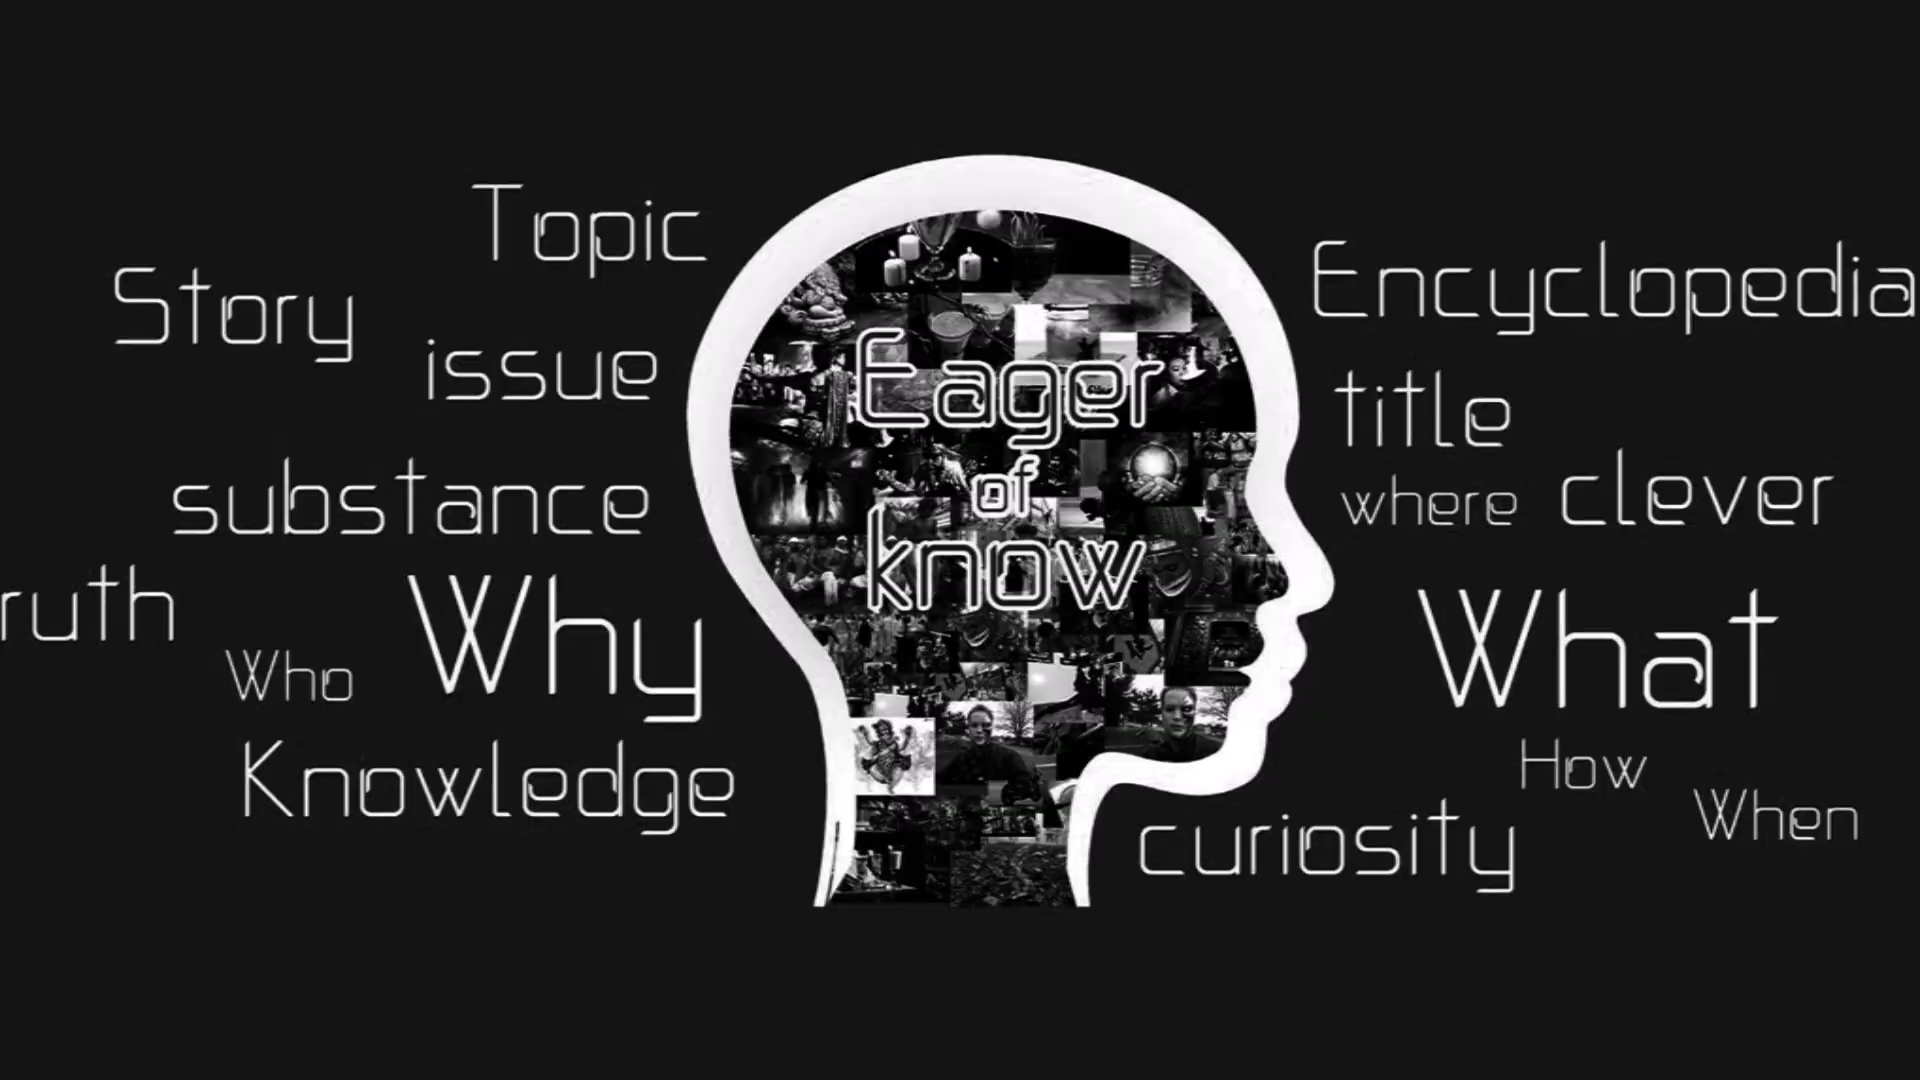 Topic
Story
issue
substance
ruth
Why
Who
Knowledge
Eager
of
know
Encyclopedia
title
where
clever
What
How
When
curiosity